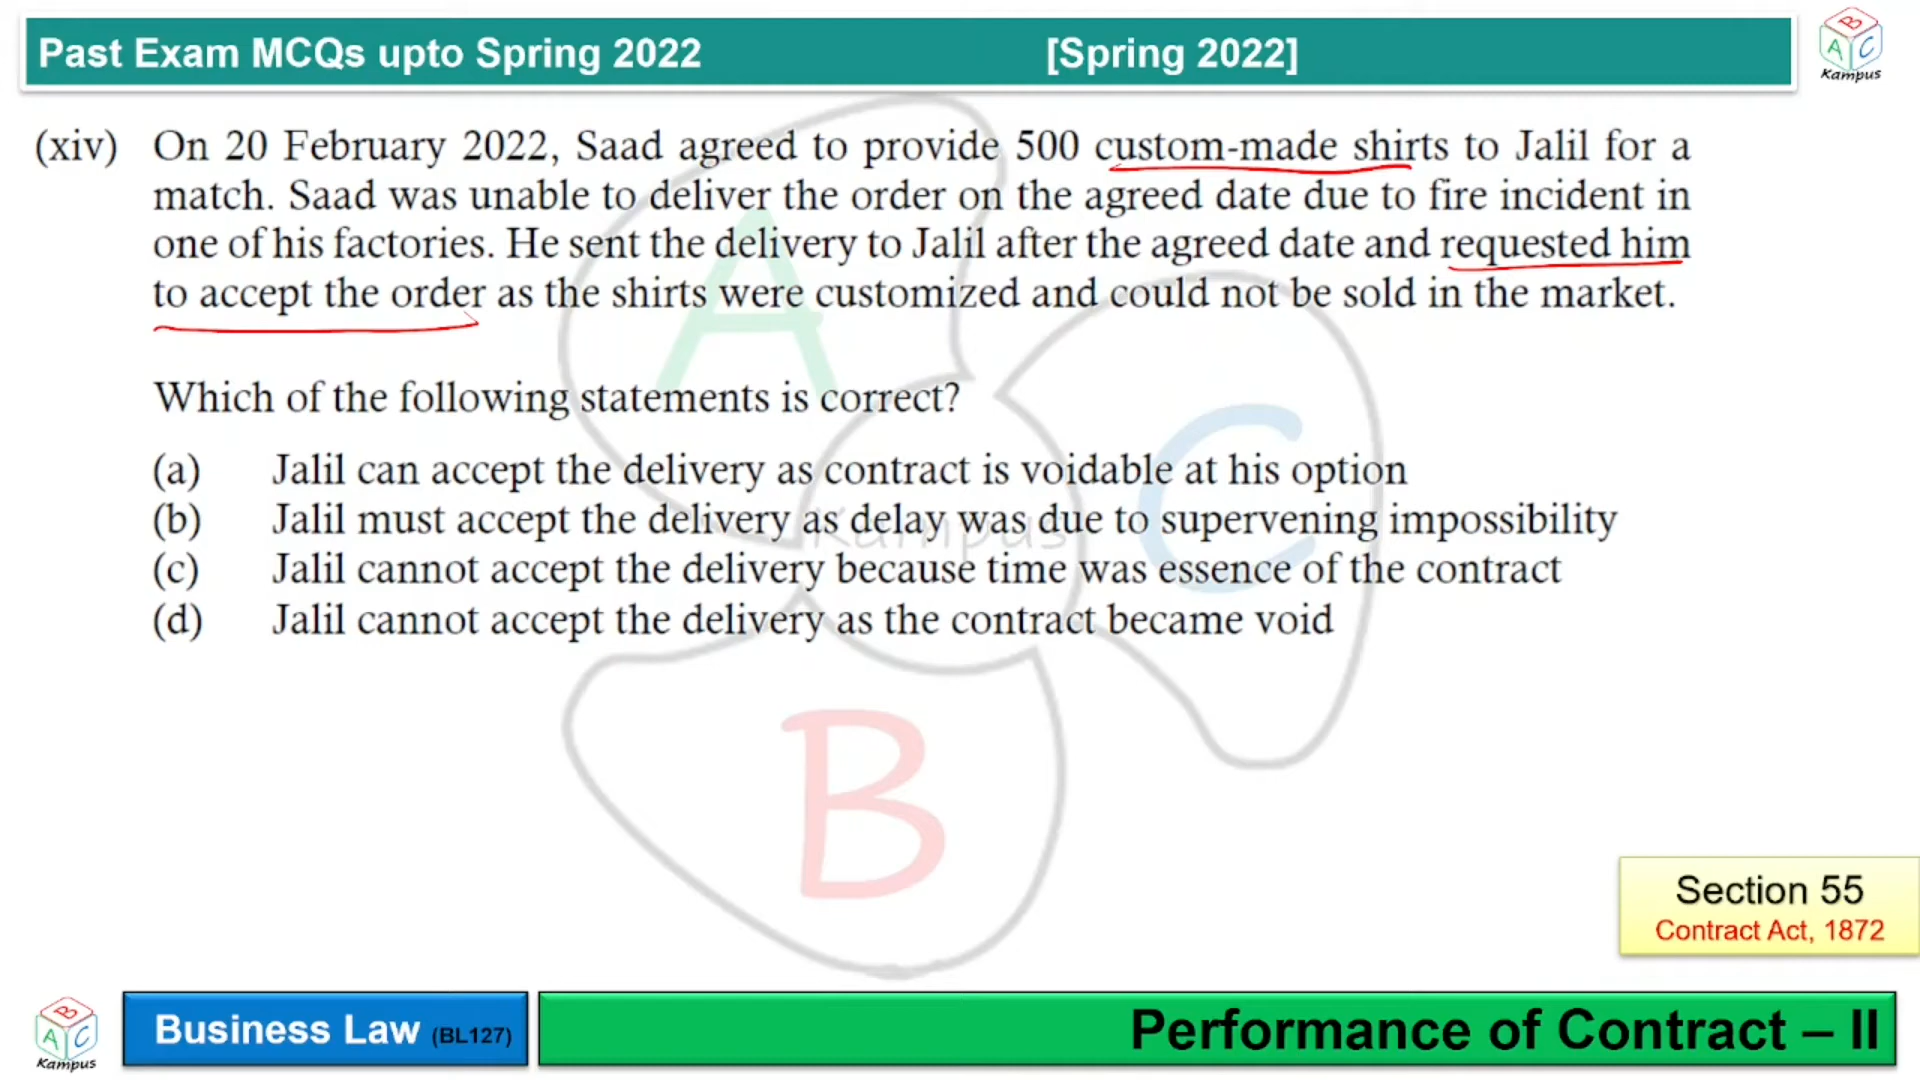 Past Exam MCQs upto Spring 2022 [Spring 2022]
B
A C
Kampus
(xiv) On 20 February 2022, Saad agreed to provide 500 custom-made shirts to Jalil for a
match. Saad was unable to deliver the order on the agreed date due to fire incident in
one of his factories. He sent the delivery to Jalil after the agreed date and requested him
to accept the order as the shirts were customized and could not be sold in the market.
Which of the following statements is correct?
(a) Jalil can accept the delivery as contract is voidable at his option
(b) Jalil must accept the delivery as delay was due to supervening impossibility
(c) Jalil cannot accept the delivery because time was essence of the contract
(d) Jalil cannot accept the delivery as the contract became void
A
C
Kampus
B
Section 55
Contract Act, 1872
B
A C
Kampus
Business Law (BL127)
Performance of Contract – II